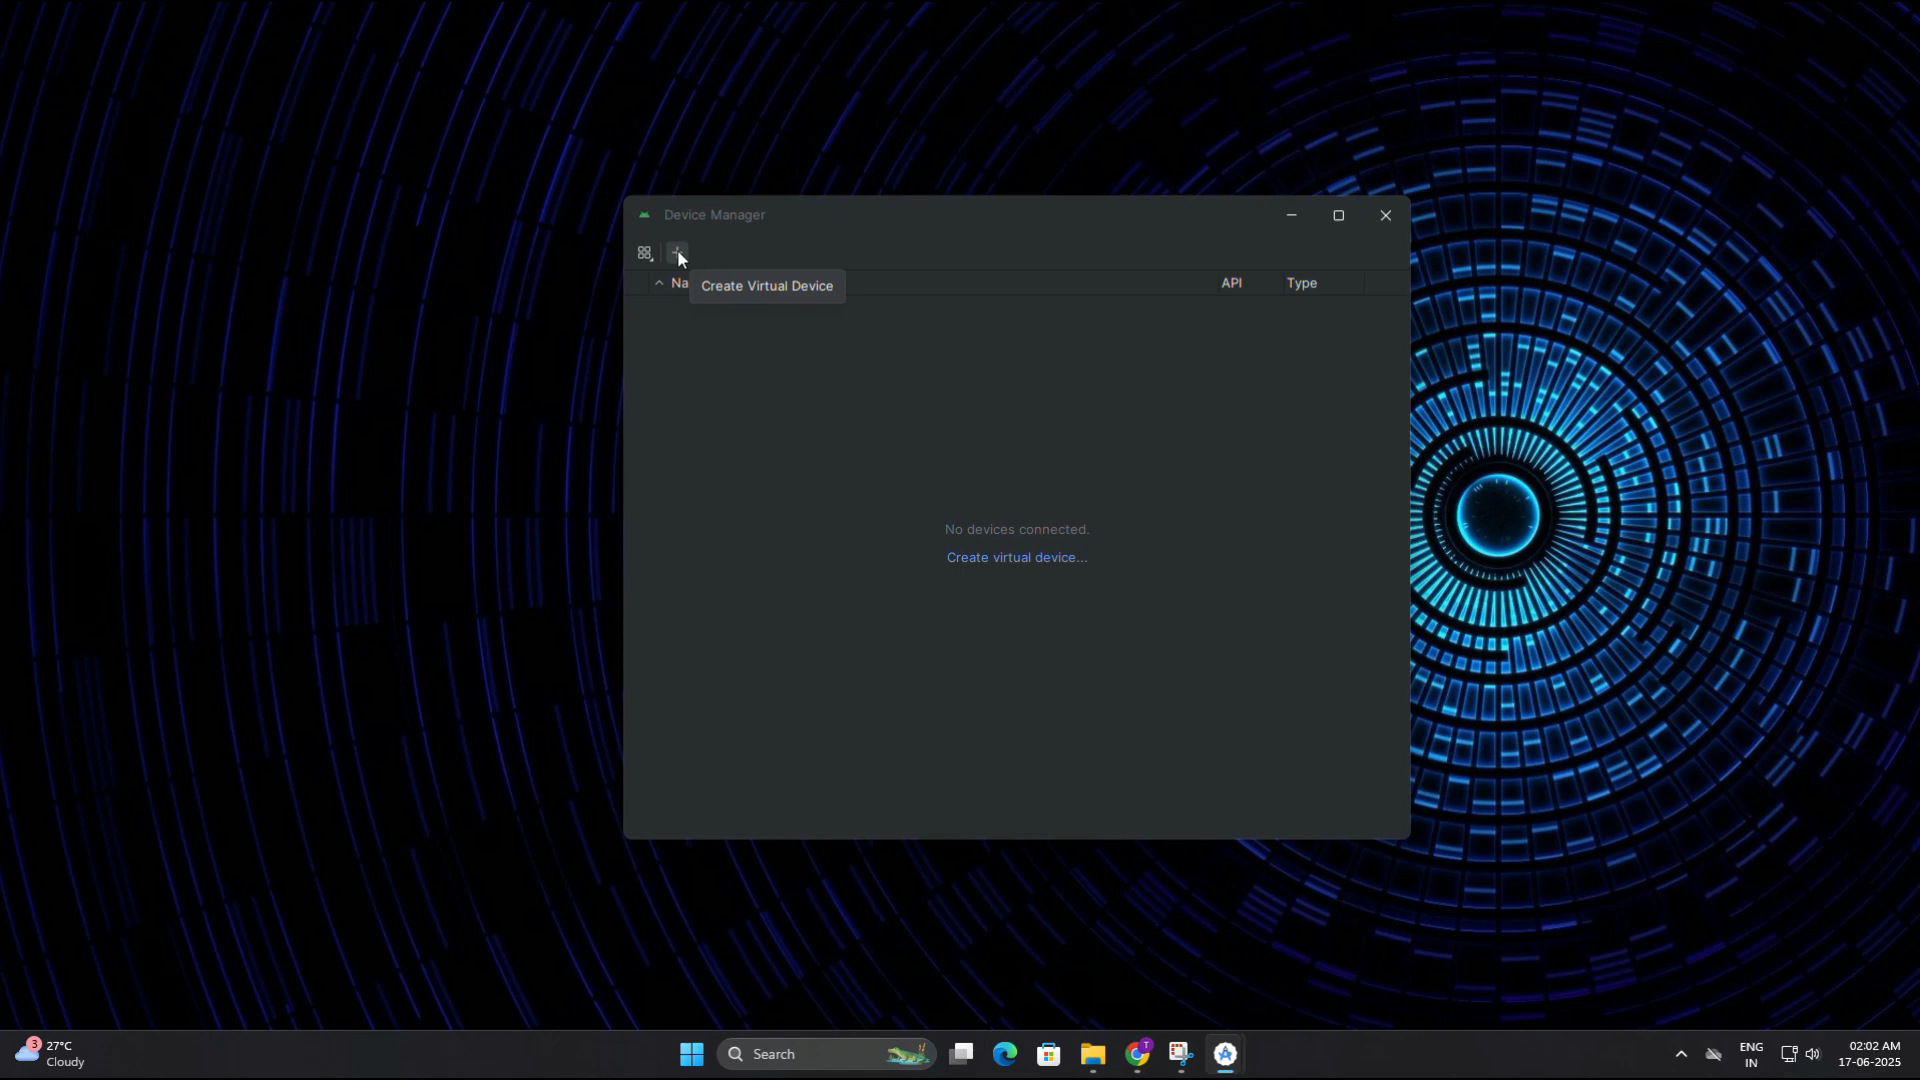 Device Manager
Na
API
Type
Create Virtual Device
No devices connected.
Create virtual device...
3
27°C
Cloudy
Search
T
ENG
IN
02:02 AM
17-06-2025